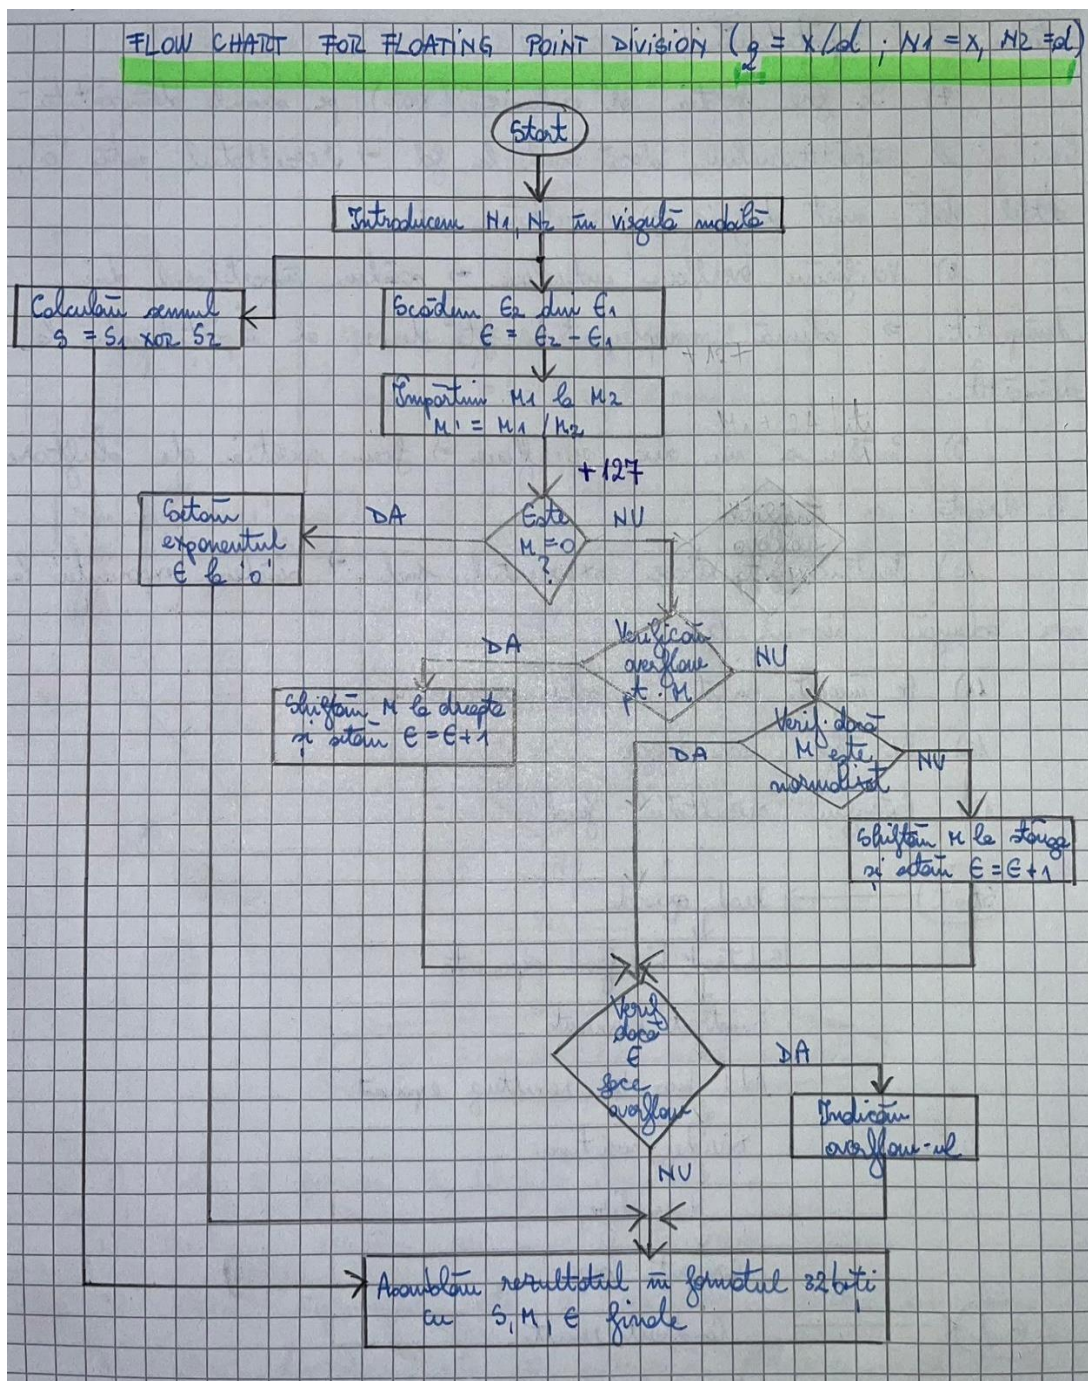 FLOW CHART FOR FLOATING POINT DIVISION (q = x/d ; N1 = x, N2 = d)
Start
Introducem N1, N2 în virgulă mobilă
Calculăm semnul
S = S1 xor S2
Scădem E2 din E1
E = E2 - E1
Împărțim M1 la M2
M = M1 / M2
+127
Este
M = 0
?
DA
NU
Setăm
exponentul
E la '0'
Verificăm
overflow
pt. M
DA
NU
Shiftăm M la dreapta
și setăm E = E+1
Verif. dacă
M este
normalizat
DA
NU
Shiftăm M la stânga
și setăm E = E+1
Verif
dacă
E
face
overflow
DA
Indicăm
overflow-ul
NU
Asamblăm rezultatul în formatul 32 biți
cu S, M, E finale